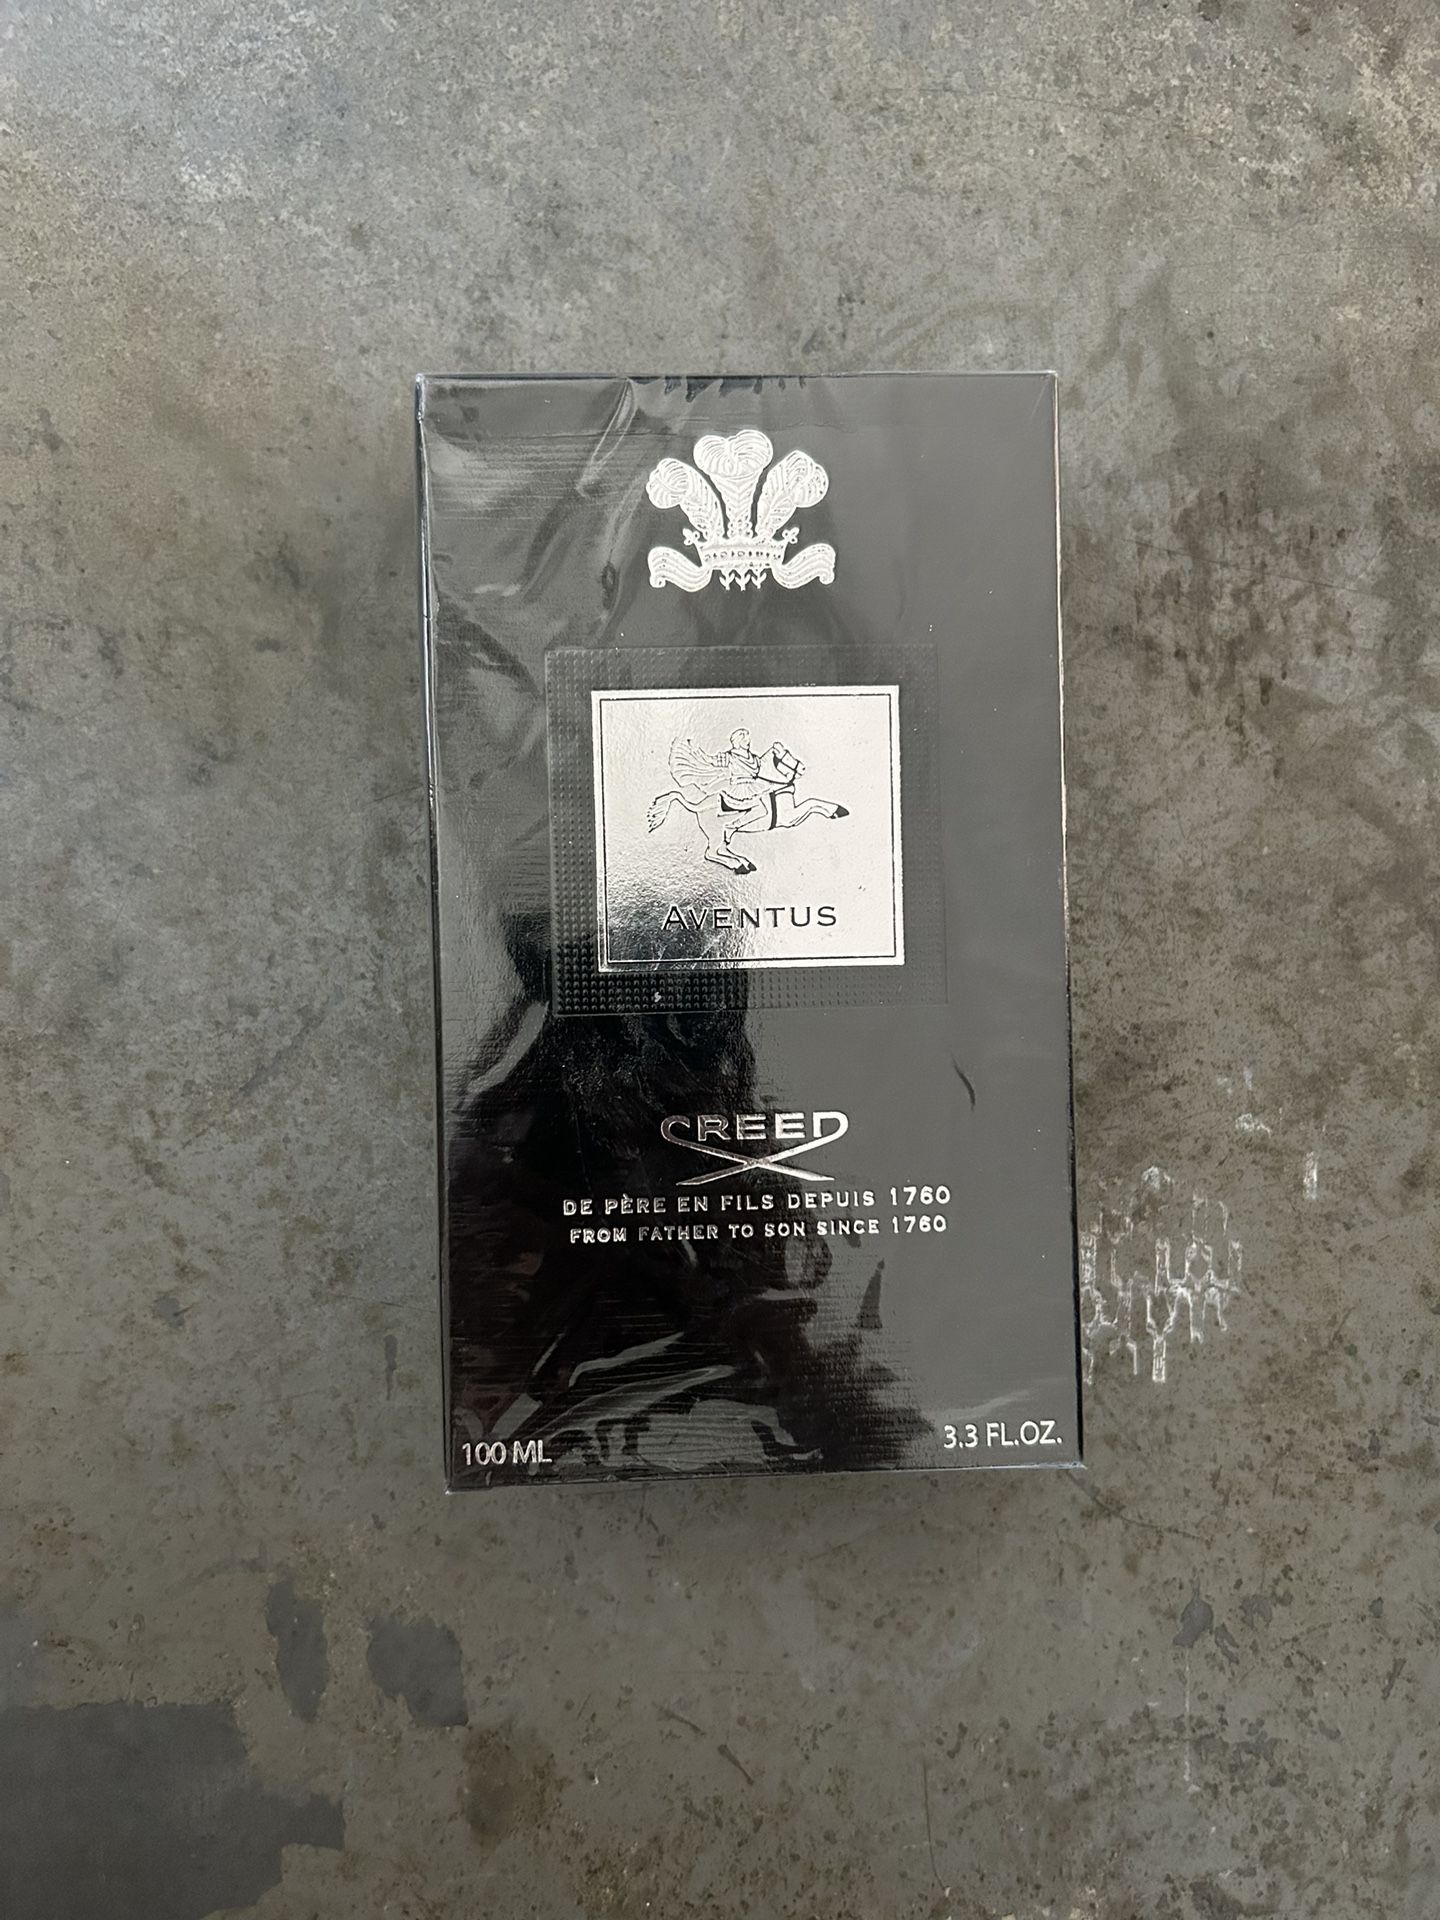 AVENTUS
CREED
DE PÈRE EN FILS DEPUIS 1760
FROM FATHER TO SON SINCE 1760
100 ML
3.3 FL.OZ.